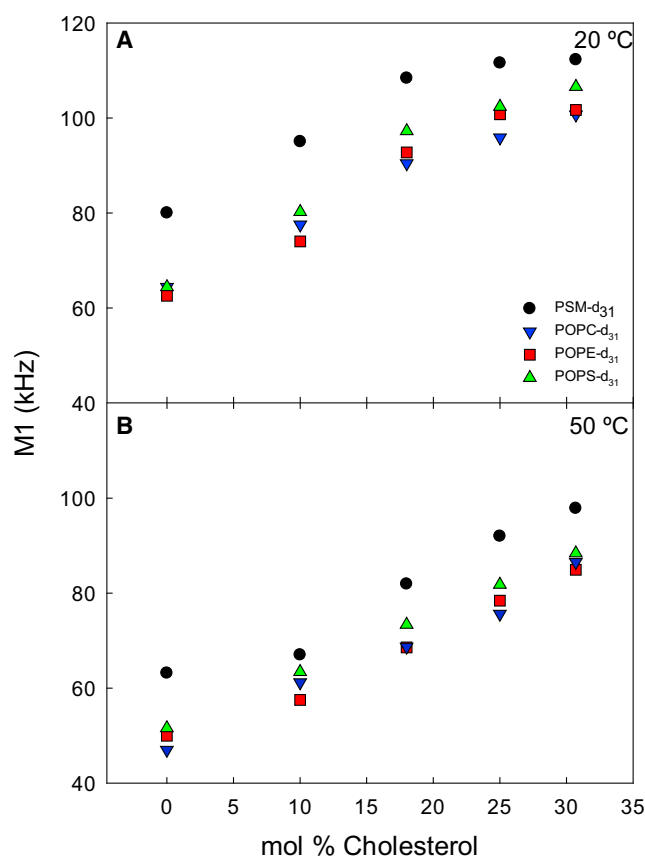 120
A
20 ºC
100
80
60
PSM-d31
POPC-d31
POPE-d31
POPS-d31
40
M1 (kHz)
B
50 ºC
100
80
60
40
0 5 10 15 20 25 30 35
mol % Cholesterol